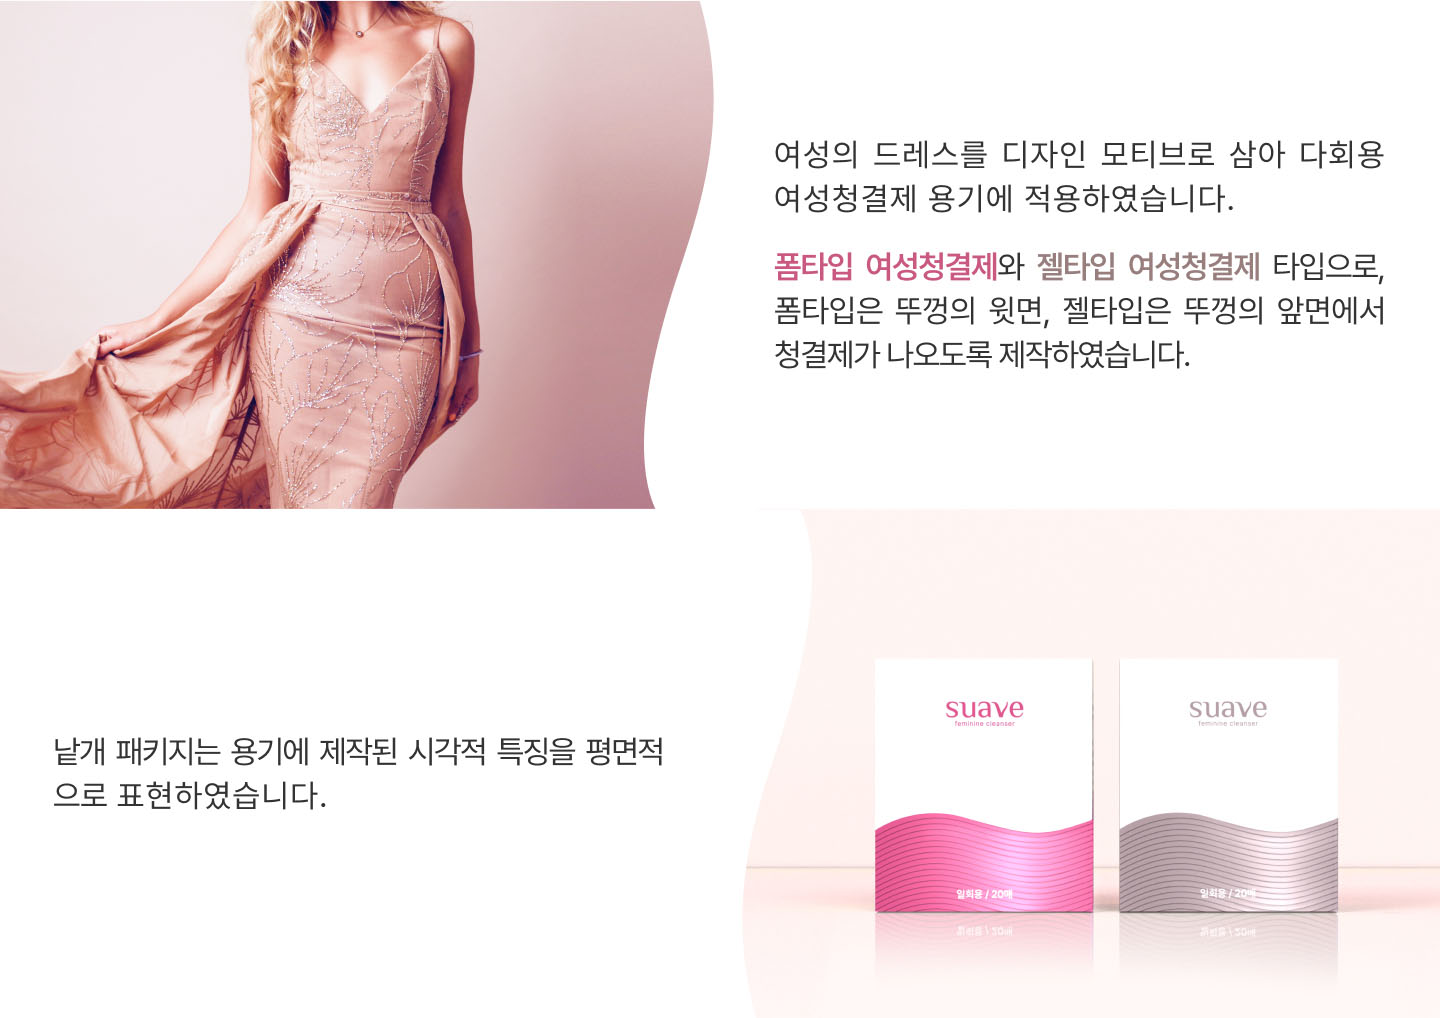 여성의 드레스를 디자인 모티브로 삼아 다회용
여성청결제 용기에 적용하였습니다.
폼타입 여성청결제와 젤타입 여성청결제 타입으로,
폼타입은 뚜껑의 윗면, 젤타입은 뚜껑의 앞면에서
청결제가 나오도록 제작하였습니다.
낱개 패키지는 용기에 제작된 시각적 특징을 평면적
으로 표현하였습니다.
suave
feminine cleanser
일회용 / 20매
suave
feminine cleanser
일회용 / 20매